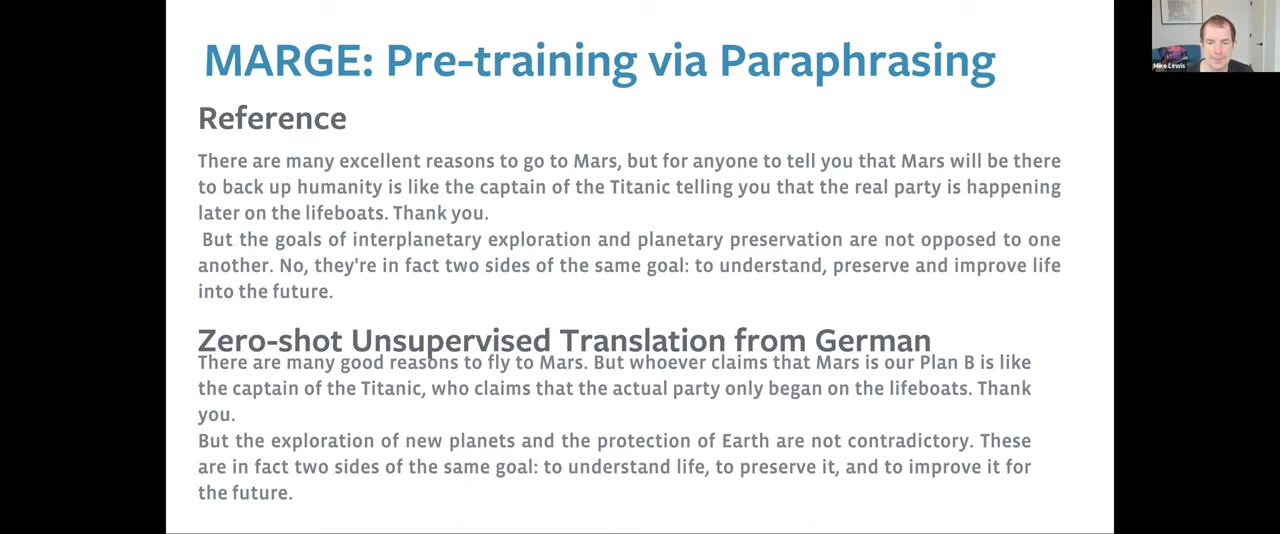 MARGE: Pre-training via Paraphrasing
Reference
There are many excellent reasons to go to Mars, but for anyone to tell you that Mars will be there
to back up humanity is like the captain of the Titanic telling you that the real party is happening
later on the lifeboats. Thank you.
But the goals of interplanetary exploration and planetary preservation are not opposed to one
another. No, they're in fact two sides of the same goal: to understand, preserve and improve life
into the future.
Zero-shot Unsupervised Translation from German
There are many good reasons to fly to Mars. But whoever claims that Mars is our Plan B is like
the captain of the Titanic, who claims that the actual party only began on the lifeboats. Thank
you.
But the exploration of new planets and the protection of Earth are not contradictory. These
are in fact two sides of the same goal: to understand life, to preserve it, and to improve it for
the future.
Mike Lewis